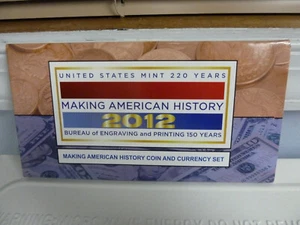 UNITED STATES MINT 220 YEARS
MAKING AMERICAN HISTORY
2012
BUREAU of ENGRAVING and PRINTING 150 YEARS
MAKING AMERICAN HISTORY COIN AND CURRENCY SET